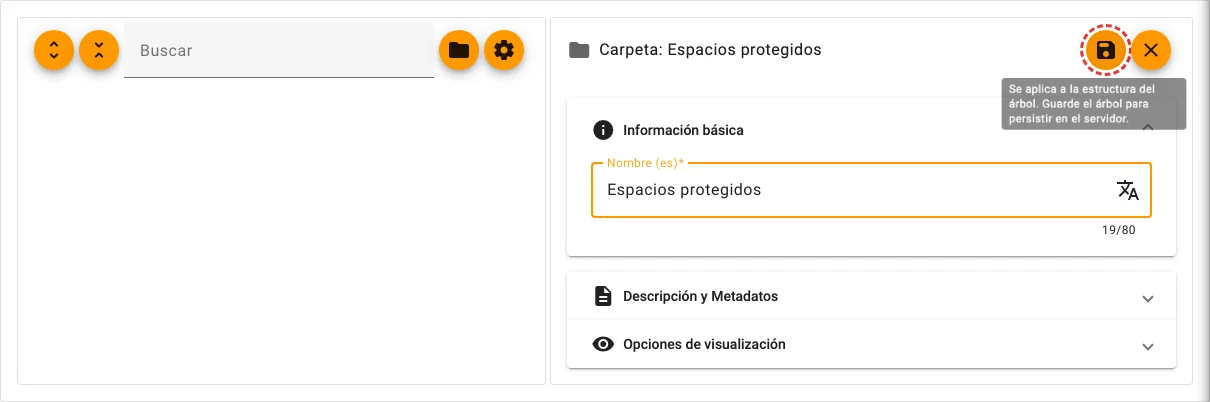 Buscar
Carpeta: Espacios protegidos
Se aplica a la estructura del
árbol. Guarde el árbol para
persistir en el servidor.
Información básica
Nombre (es)*
Espacios protegidos
19/80
Descripción y Metadatos
Opciones de visualización